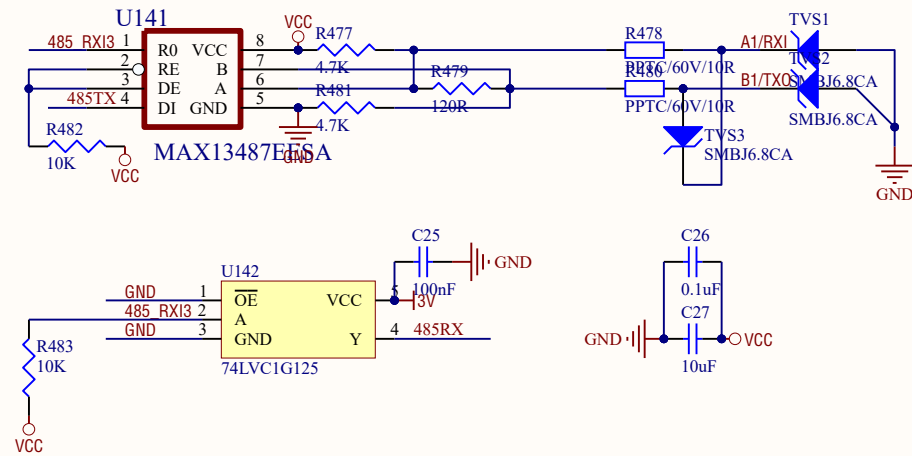 U141
485_RXI3 1 R0 VCC 8
2 RE B 7
3 DE A 6
485TX 4 DI GND 5
MAX13487EESA
VCC
R477
4.7K
R479
120R
R481
4.7K
GND
R482
10K
VCC
R478
PPTC/60V/10R
R480
PPTC/60V/10R
A1/RXI
B1/TXO
TVS1
TVS2
SMBJ6.8CA
SMBJ6.8CA
TVS3
SMBJ6.8CA
GND
U142
GND 1 OE VCC 5 3V
485_RXI3 2 A
GND 3 GND Y 4 485RX
74LVC1G125
C25
100nF
GND
R483
10K
VCC
C26
0.1uF
C27
10uF
GND
VCC